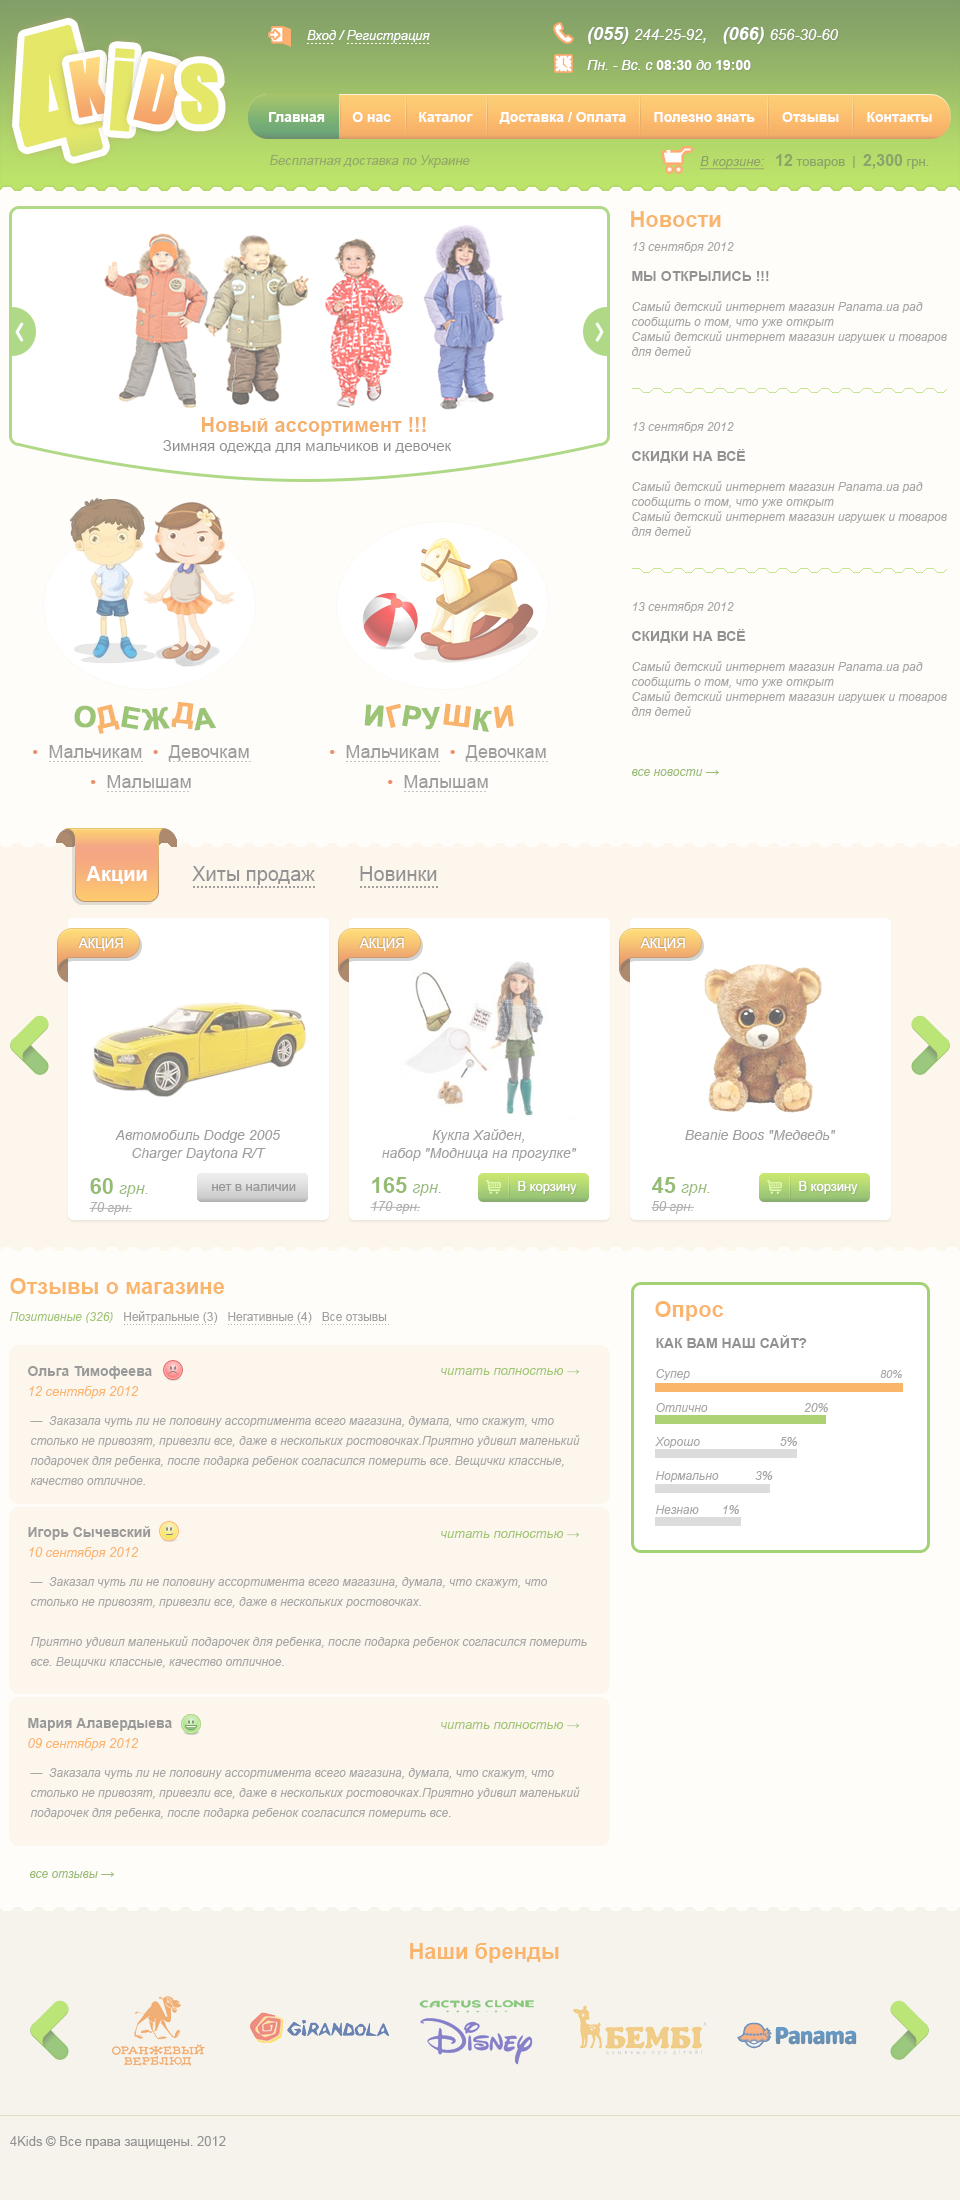 4KiDS
Вход / Регистрация
(055) 244-25-92, (066) 656-30-60
Пн. - Вс. с 08:30 до 19:00
Главная
О нас
Каталог
Доставка / Оплата
Полезно знать
Отзывы
Контакты
Бесплатная доставка по Украине
В корзине: 12 товаров | 2,300 грн.
Новый ассортимент !!!
Зимняя одежда для мальчиков и девочек
Новости
13 сентября 2012
МЫ ОТКРЫЛИСЬ !!!
Самый детский интернет магазин Panama.ua рад
сообщить о том, что уже открыт
Самый детский интернет магазин игрушек и товаров
для детей
13 сентября 2012
СКИДКИ НА ВСЁ
Самый детский интернет магазин Panama.ua рад
сообщить о том, что уже открыт
Самый детский интернет магазин игрушек и товаров
для детей
13 сентября 2012
СКИДКИ НА ВСЁ
Самый детский интернет магазин Panama.ua рад
сообщить о том, что уже открыт
Самый детский интернет магазин игрушек и товаров
для детей
все новости →
ОДЕЖДА
• Мальчикам • Девочкам
• Малышам
ИГРУШКИ
• Мальчикам • Девочкам
• Малышам
Акции
Хиты продаж
Новинки
АКЦИЯ
Автомобиль Dodge 2005
Charger Daytona R/T
60 грн.
70 грн.
нет в наличии
АКЦИЯ
Кукла Хайден,
набор "Модница на прогулке"
165 грн.
170 грн.
В корзину
АКЦИЯ
Beanie Boos "Медведь"
45 грн.
50 грн.
В корзину
Отзывы о магазине
Позитивные (326) Нейтральные (3) Негативные (4) Все отзывы
Ольга Тимофеева
читать полностью →
12 сентября 2012
— Заказала чуть ли не половину ассортимента всего магазина, думала, что скажут, что
столько не привозят, привезли все, даже в нескольких ростовочках.Приятно удивил маленький
подарочек для ребенка, после подарка ребенок согласился померить все. Вещички классные,
качество отличное.
Игорь Сычевский
читать полностью →
10 сентября 2012
— Заказал чуть ли не половину ассортимента всего магазина, думала, что скажут, что
столько не привозят, привезли все, даже в нескольких ростовочках.
Приятно удивил маленький подарочек для ребенка, после подарка ребенок согласился померить
все. Вещички классные, качество отличное.
Мария Алавердыева
читать полностью →
09 сентября 2012
— Заказала чуть ли не половину ассортимента всего магазина, думала, что скажут, что
столько не привозят, привезли все, даже в нескольких ростовочках.Приятно удивил маленький
подарочек для ребенка, после подарка ребенок согласился померить все.
все отзывы →
Опрос
КАК ВАМ НАШ САЙТ?
Супер 80%
Отлично 20%
Хорошо 5%
Нормально 3%
Незнаю 1%
Наши бренды
ОРАНЖЕВЫЙ
ВЕРБЛЮД
GIRANDOLA
CACTUS CLONE
Disney
БЕМБІ
Panama
4Kids © Все права защищены. 2012